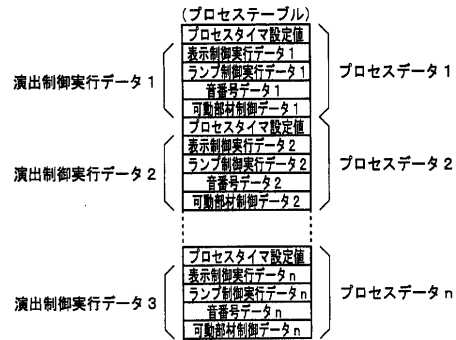 (プロセステーブル)
プロセスタイマ設定値
表示制御実行データ1
ランプ制御実行データ1
音番号データ1
可動部材制御データ1
演出制御実行データ1
プロセスデータ1
プロセスタイマ設定値
表示制御実行データ2
ランプ制御実行データ2
音番号データ2
可動部材制御データ2
演出制御実行データ2
プロセスデータ2
プロセスタイマ設定値
表示制御実行データn
ランプ制御実行データn
音番号データn
可動部材制御データn
演出制御実行データ3
プロセスデータn